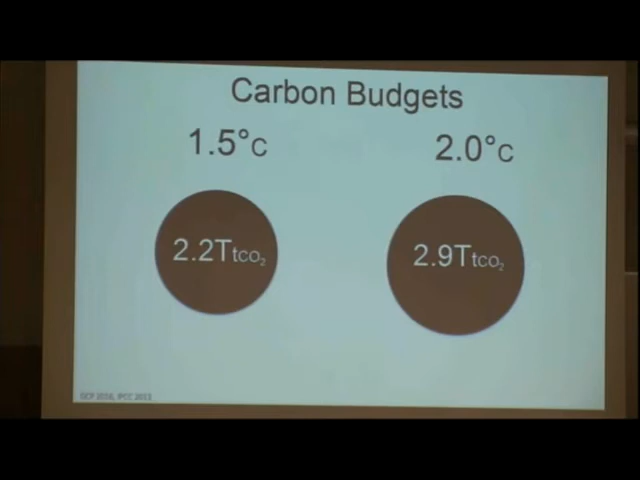 Carbon Budgets
1.5°C
2.0°C
2.2TtCO₂
2.9TtCO₂
GCP 2016, IPCC 2013